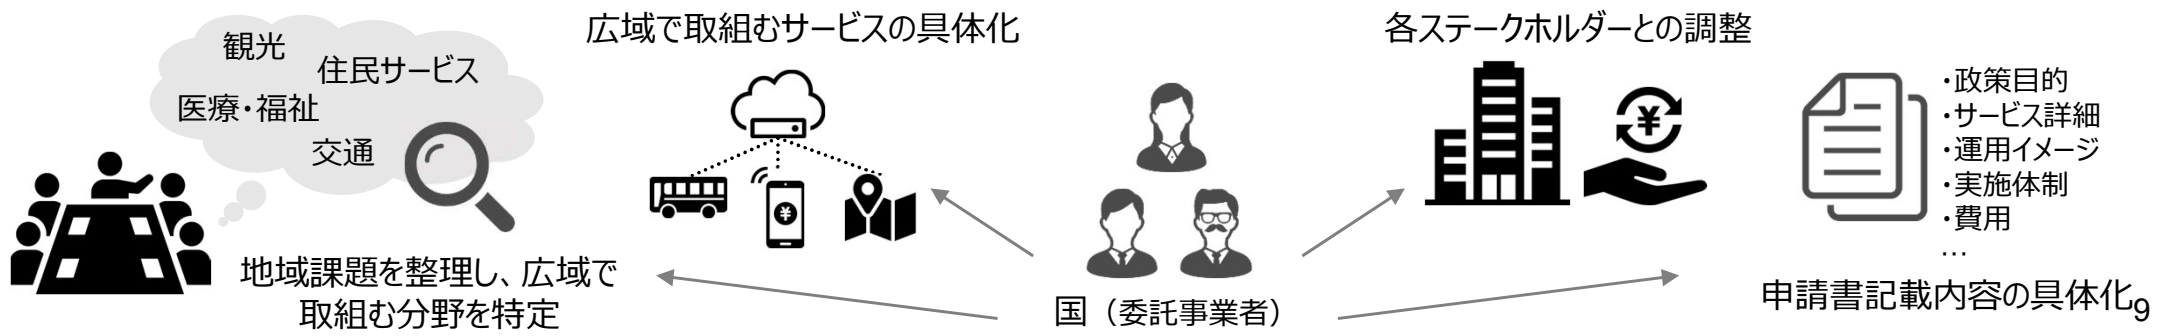 観光
住民サービス
医療・福祉
交通
地域課題を整理し、広域で
取組む分野を特定
広域で取組むサービスの具体化
¥
国（委託事業者）
各ステークホルダーとの調整
¥
・政策目的
・サービス詳細
・運用イメージ
・実施体制
・費用
…
申請書記載内容の具体化
9